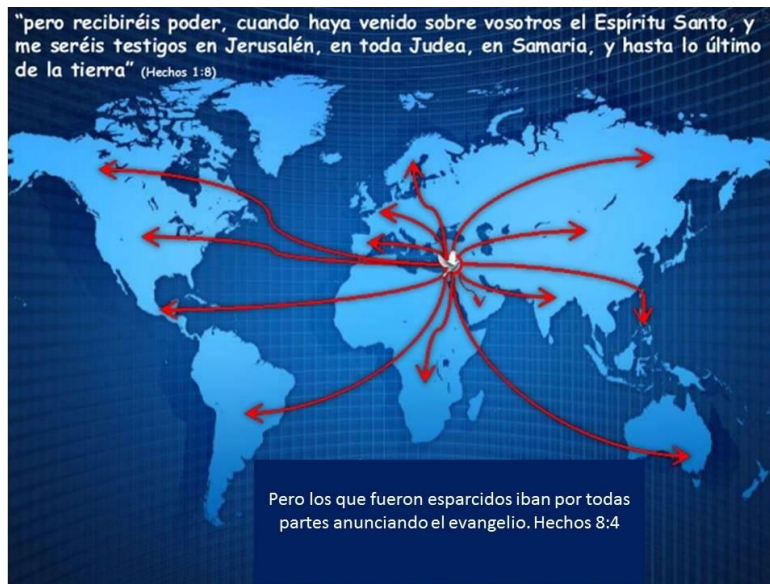 “pero recibiréis poder, cuando haya venido sobre vosotros el Espíritu Santo, y
me seréis testigos en Jerusalén, en toda Judea, en Samaria, y hasta lo último
de la tierra” (Hechos 1:8)
Pero los que fueron esparcidos iban por todas
partes anunciando el evangelio. Hechos 8:4